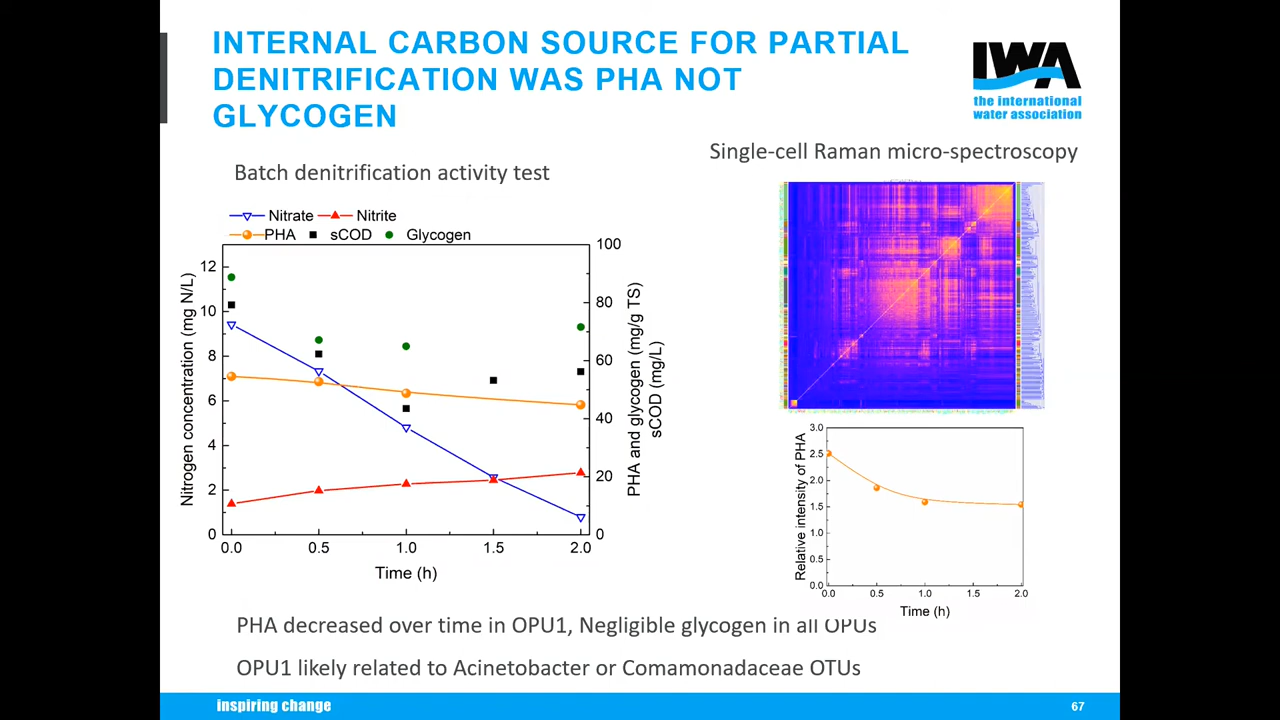 INTERNAL CARBON SOURCE FOR PARTIAL
DENITRIFICATION WAS PHA NOT
GLYCOGEN
IWA
the international
water association
Batch denitrification activity test
Single-cell Raman micro-spectroscopy
Nitrate Nitrite
PHA sCOD Glycogen
Nitrogen concentration (mg N/L)
12
10
8
6
4
2
0
100
80
60
40
20
0
PHA and glycogen (mg/g TS)
sCOD (mg/L)
0.0 0.5 1.0 1.5 2.0
Time (h)
Relative intensity of PHA
3.0
2.5
2.0
1.5
1.0
0.5
0.0
0.0 0.5 1.0 1.5 2.0
Time (h)
PHA decreased over time in OPU1, Negligible glycogen in all OPUs
OPU1 likely related to Acinetobacter or Comamonadaceae OTUs
inspiring change
67